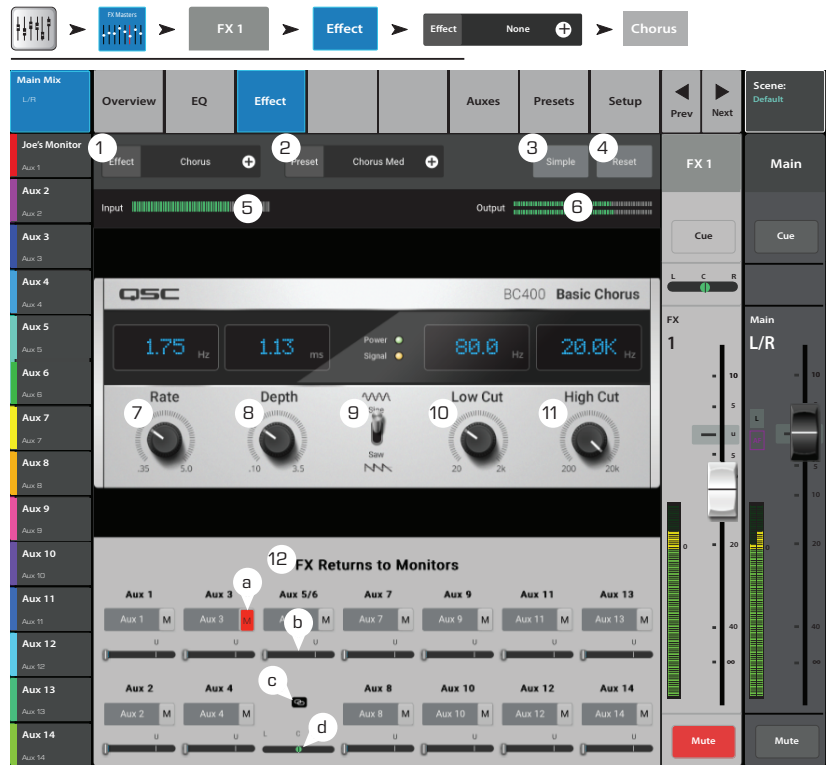 FX Masters
FX 1
Effect
Effect None
Chorus
Main Mix
L/R
Overview
EQ
Effect
Auxes
Presets
Setup
Prev
Next
Scene:
Default
Joe's Monitor
Aux 1
Aux 2
Aux 2
Aux 3
Aux 3
Aux 4
Aux 4
Aux 5
Aux 5
Aux 6
Aux 6
Aux 7
Aux 7
Aux 8
Aux 8
Aux 9
Aux 9
Aux 10
Aux 10
Aux 11
Aux 11
Aux 12
Aux 12
Aux 13
Aux 13
Aux 14
Aux 14
1
Effect Chorus
2
Preset Chorus Med
3
Simple
4
Reset
Input
5
Output
6
QSC
BC400 Basic Chorus
1.75 Hz
1.13 ms
Power
Signal
80.0 Hz
20.0K Hz
Rate
7
.35 5.0
Depth
8
.10 3.5
9
Sine
Saw
Low Cut
10
20 2k
High Cut
11
200 20k
12
FX Returns to Monitors
a
Aux 1 Aux 3 Aux 5/6 Aux 7 Aux 9 Aux 11 Aux 13
Aux 1 M Aux 3 M M Aux 7 M Aux 9 M Aux 11 M Aux 13 M
b
U U U U U U U
c
Aux 2 Aux 4 Aux 8 Aux 10 Aux 12 Aux 14
Aux 2 M Aux 4 M Aux 8 M Aux 10 M Aux 12 M Aux 14 M
d
U U L C U U U U
FX 1
Cue
L C R
FX
1
10
5
U
5
0
20
40
∞
Mute
Main
Cue
Main
L/R
10
5
L
U
5
10
0
20
40
∞
Mute